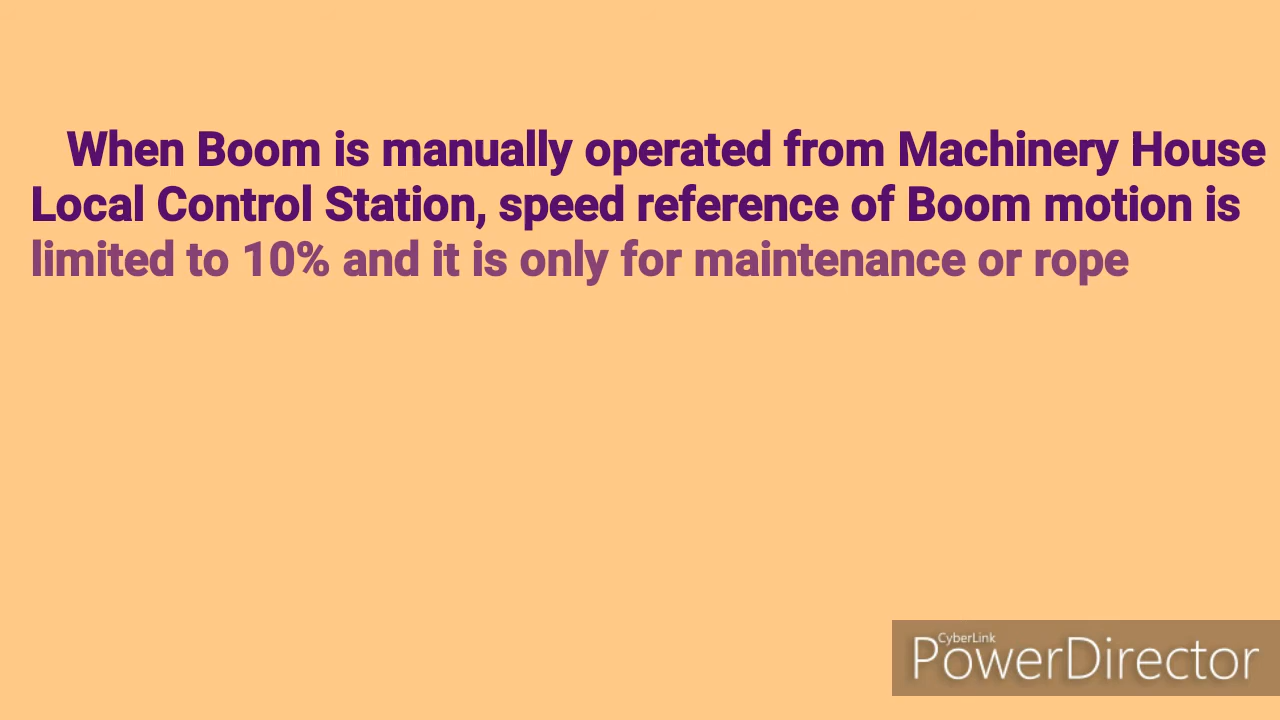 When Boom is manually operated from Machinery House
Local Control Station, speed reference of Boom motion is
limited to 10% and it is only for maintenance or rope
CyberLink
PowerDirector